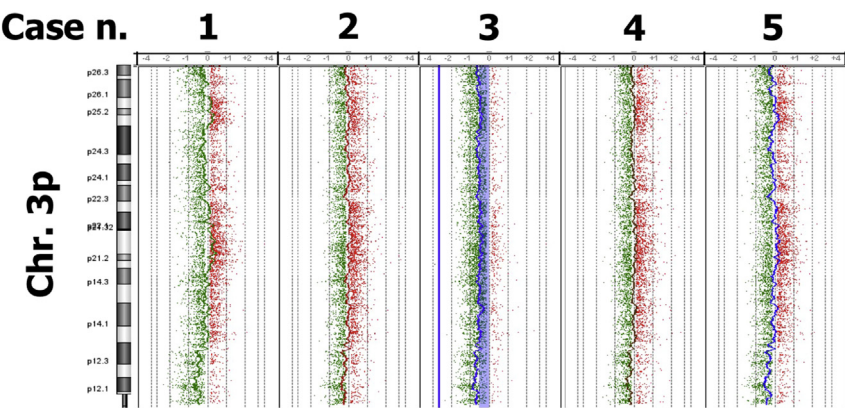 Case n. 1 2 3 4 5
-4 -2 -1 0 +1 +2 +4 -4 -2 -1 0 +1 +2 +4 -4 -2 -1 0 +1 +2 +4 -4 -2 -1 0 +1 +2 +4 -4 -2 -1 0 +1 +2 +4
Chr. 3p
p26.3
p26.1
p25.2
p24.3
p24.1
p22.3
p21.2
p14.3
p14.1
p12.3
p12.1